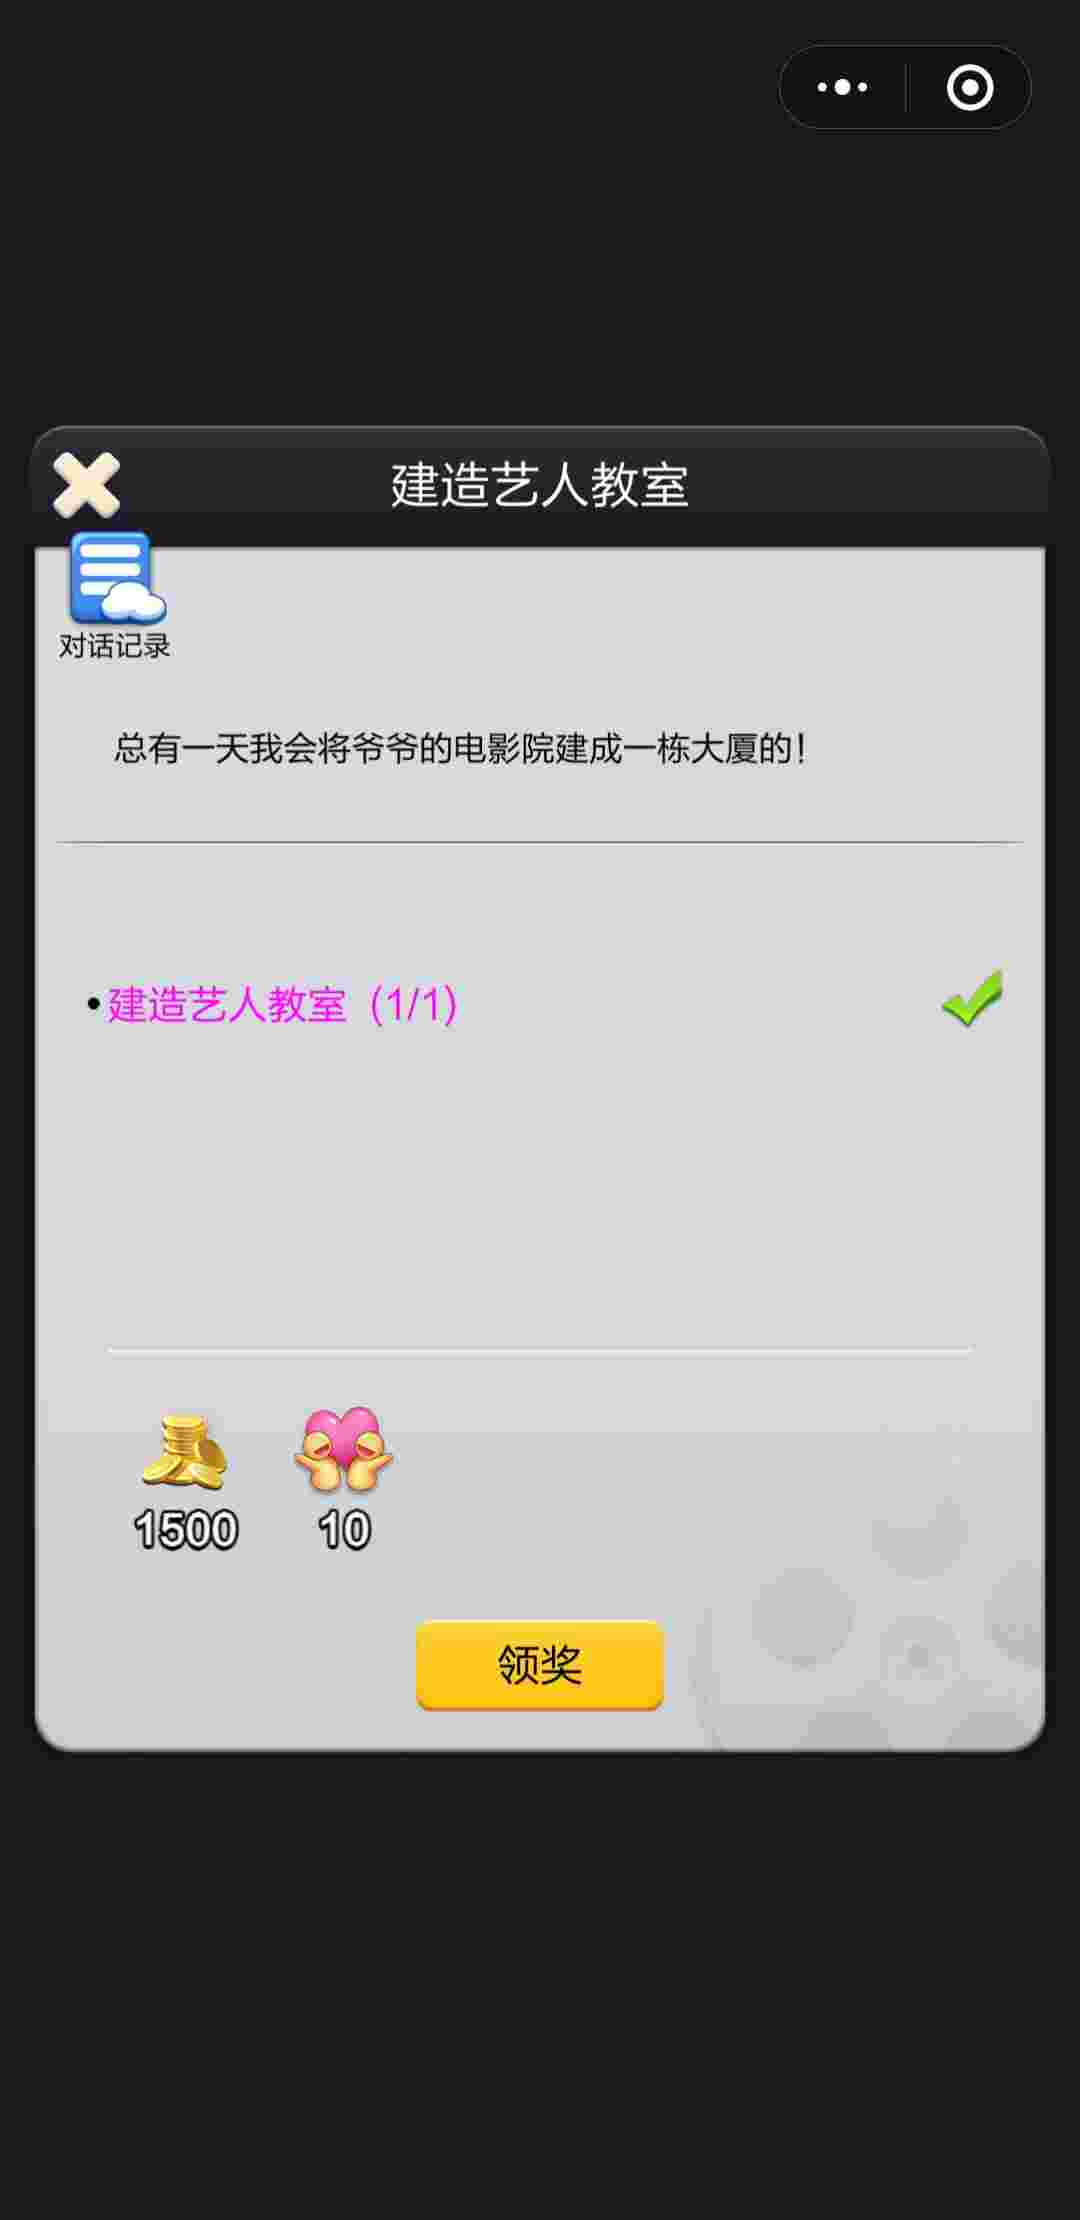 建造艺人教室
对话记录
总有一天我会将爷爷的电影院建成一栋大厦的！
•建造艺人教室 (1/1)
1500 10
领奖